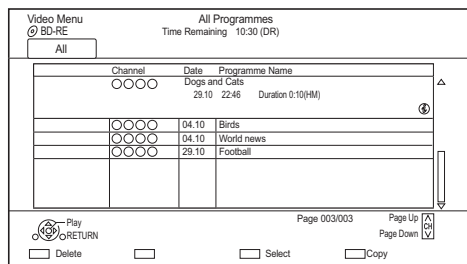 Video Menu All Programmes
BD-RE Time Remaining 10:30 (DR)
All
Channel Date Programme Name
Dogs and Cats
29.10 22:46 Duration 0:10(HM)
04.10 Birds
04.10 World news
29.10 Football
Play Page 003/003 Page Up
CH
RETURN Page Down
Delete Select Copy